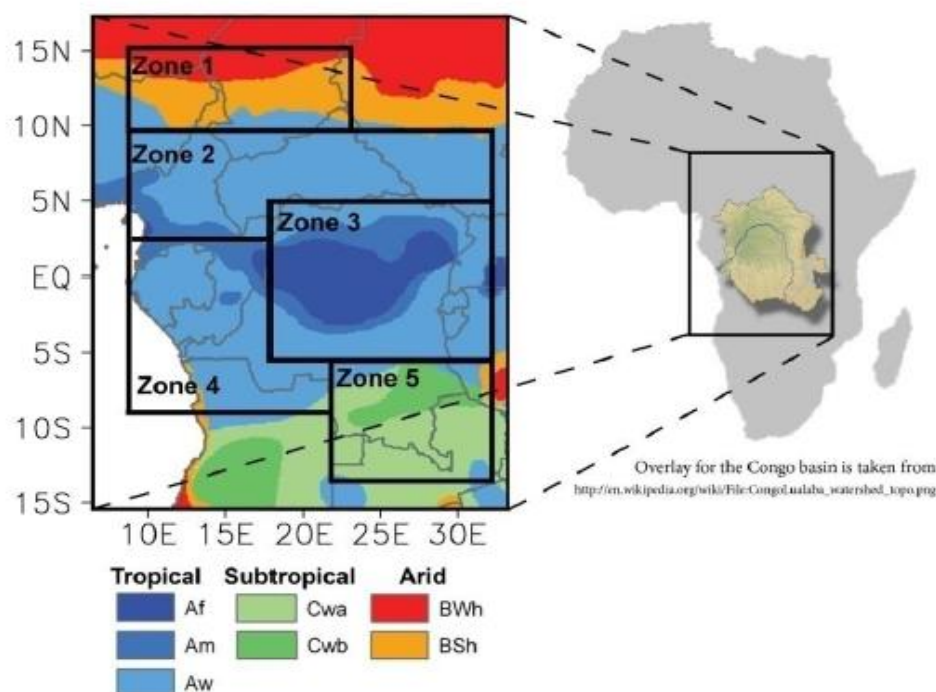 15N
10N
5N
EQ
5S
10S
15S
Zone 1
Zone 2
Zone 3
Zone 4
Zone 5
10E 15E 20E 25E 30E
Overlay for the Congo basin is taken from
http://en.wikipedia.org/wiki/File:CongoLualaba_watershed_topo.png
Tropical Subtropical Arid
Af Cwa BWh
Am Cwb BSh
Aw